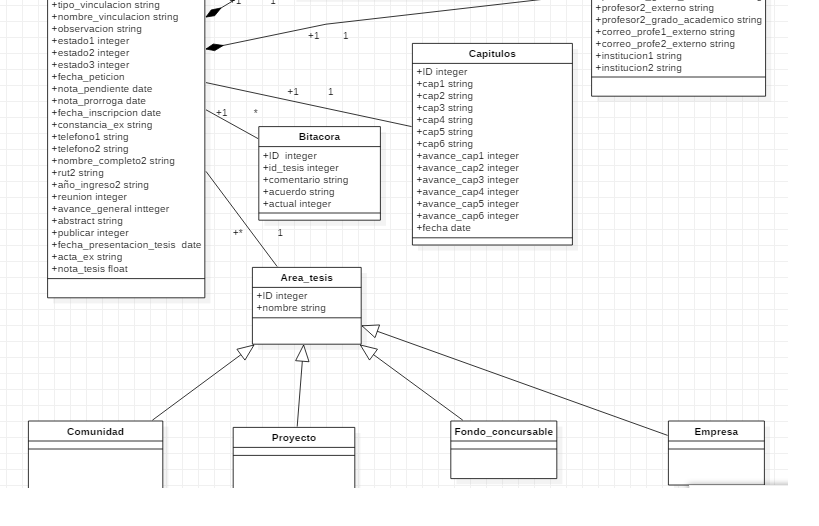 +tipo_vinculacion string
+nombre_vinculacion string
+observacion string
+estado1 integer
+estado2 integer
+estado3 integer
+fecha_peticion
+nota_pendiente date
+nota_prorroga date
+fecha_inscripcion date
+constancia_ex string
+telefono1 string
+telefono2 string
+nombre_completo2 string
+rut2 string
+año_ingreso2 string
+reunion integer
+avance_general intteger
+abstract string
+publicar integer
+fecha_presentacion_tesis date
+acta_ex string
+nota_tesis float
+1 1
+1 1
+1 1
+1 *
+* 1
Bitacora
+ID integer
+id_tesis integer
+comentario string
+acuerdo string
+actual integer
Capitulos
+ID integer
+cap1 string
+cap2 string
+cap3 string
+cap4 string
+cap5 string
+cap6 string
+avance_cap1 integer
+avance_cap2 integer
+avance_cap3 integer
+avance_cap4 integer
+avance_cap5 integer
+avance_cap6 integer
+fecha date
+profesor2_externo string
+profesor2_grado_academico string
+correo_profe1_externo string
+correo_profe2_externo string
+institucion1 string
+institucion2 string
Area_tesis
+ID integer
+nombre string
Comunidad
Proyecto
Fondo_concursable
Empresa